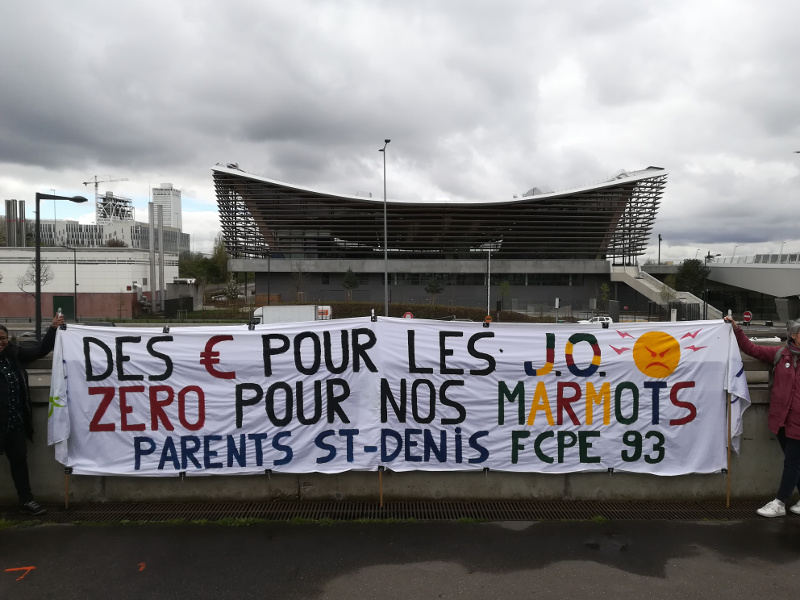 DES € POUR LES J.O.
ZERO POUR NOS MARMOTS
PARENTS ST-DENiS FCPE 93